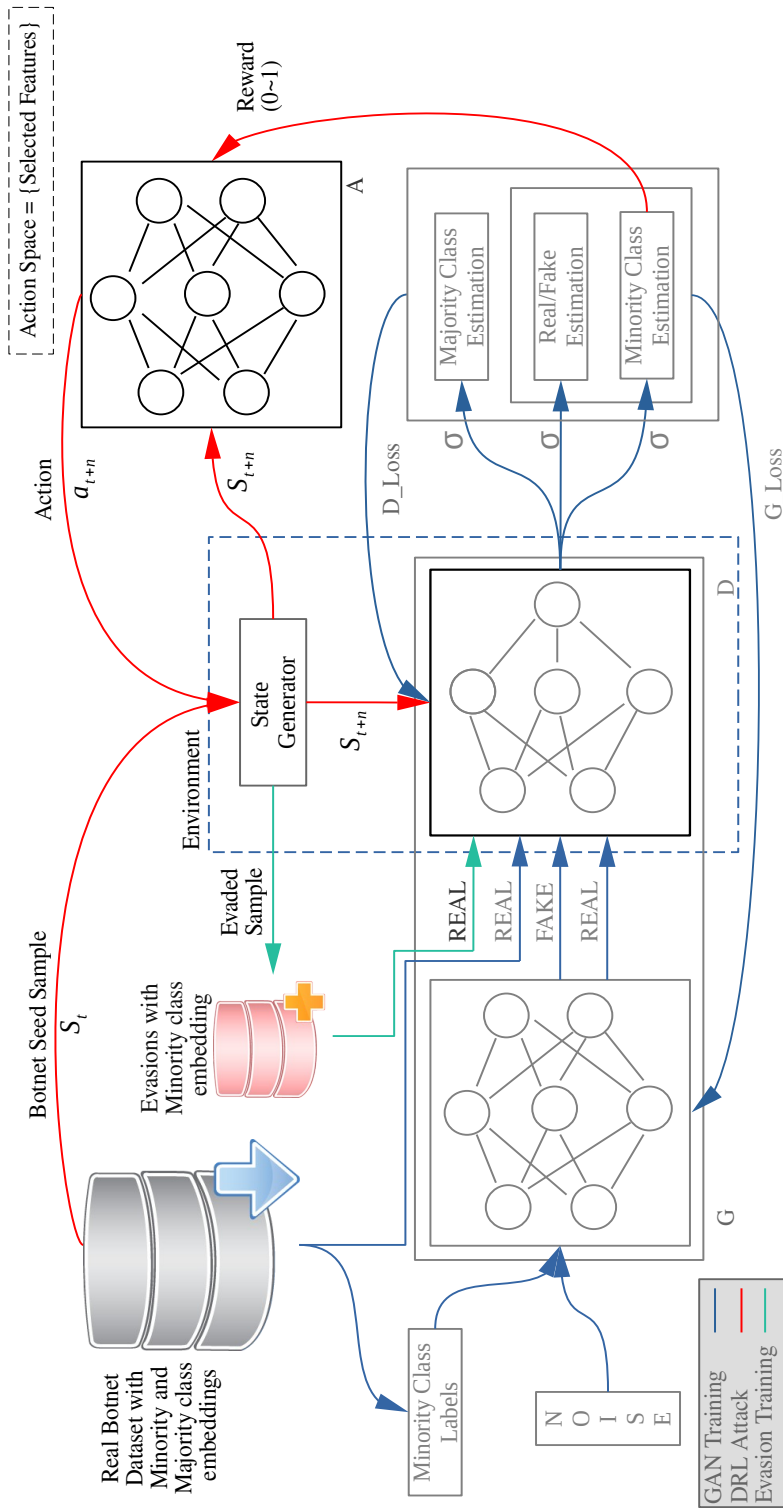 Real Botnet
Dataset with
Minority and
Majority class
embeddings
Botnet Seed Sample
S_t
Action
a_{t+n}
Action Space = {Selected Features}
Reward
(0~1)
A
Environment
State
Generator
S_{t+n}
S_{t+n}
Evaded
Sample
Evasions with
Minority class
embedding
REAL
REAL
FAKE
REAL
D_Loss
Majority Class
Estimation
Real/Fake
Estimation
Minority Class
Estimation
σ
σ
σ
D
G
G_Loss
Minority Class
Labels
N
O
I
S
E
GAN Training
DRL Attack
Evasion Training